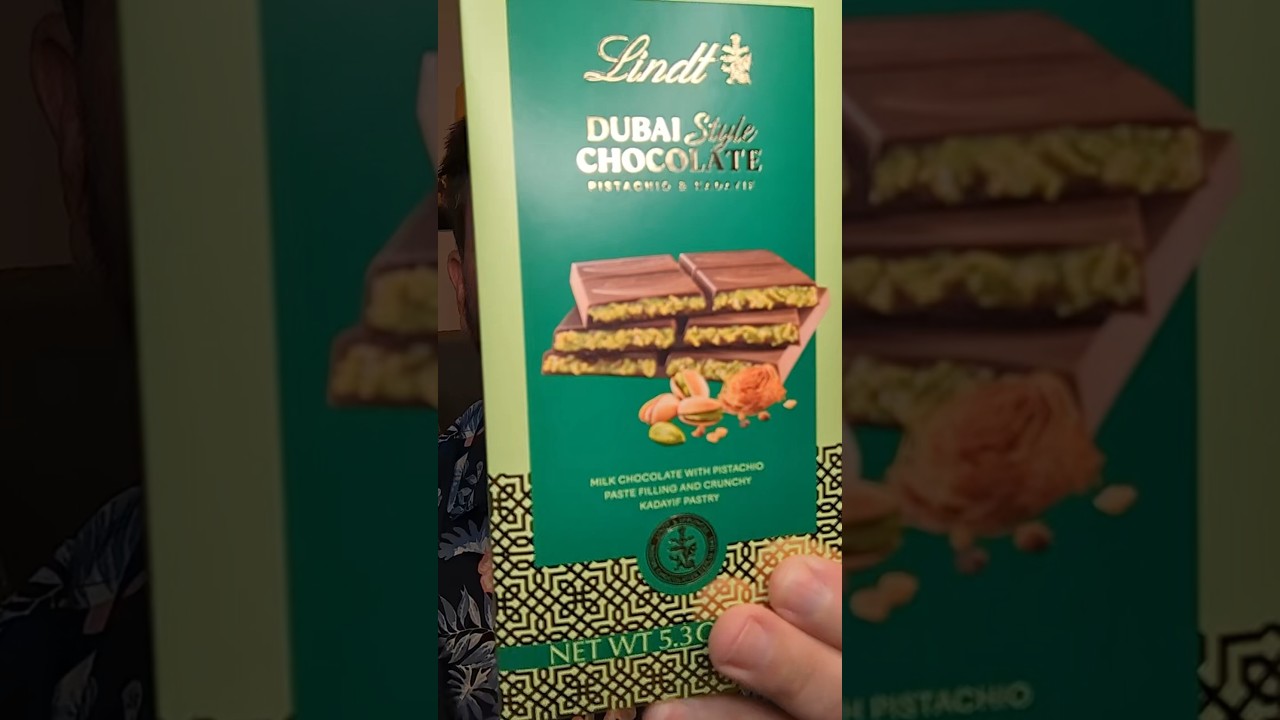 Lindt
DUBAI Style
CHOCOLATE
PISTACHIO & KADAYIF
MILK CHOCOLATE WITH PISTACHIO
PASTE FILLING AND CRUNCHY
KADAYIF PASTRY
NET WT 5.3
PISTACHIO